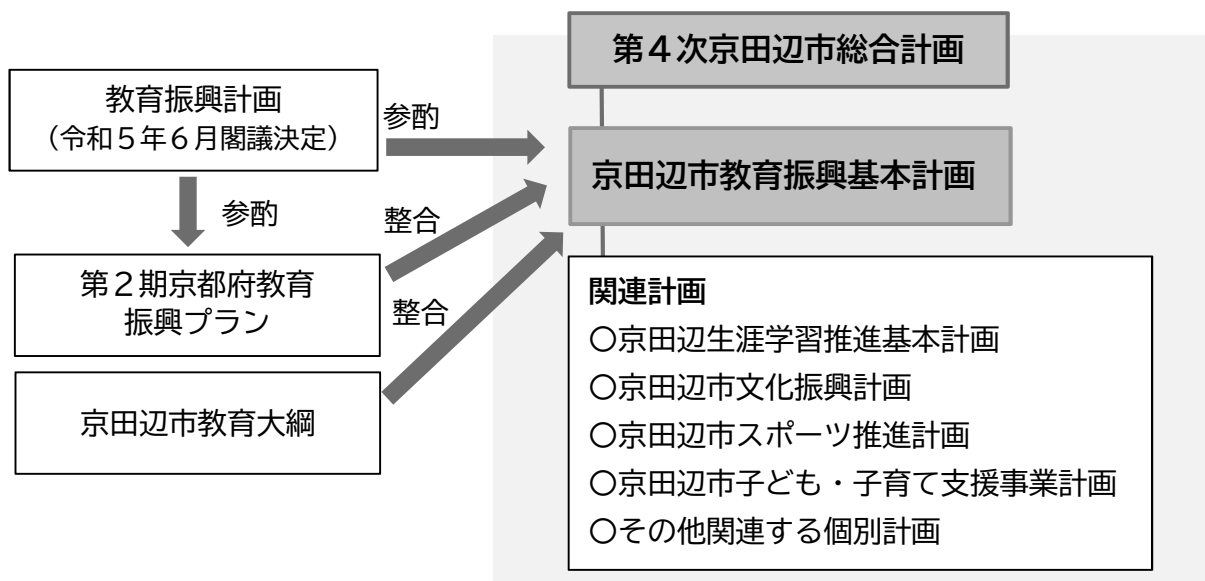 第４次京田辺市総合計画
教育振興計画
（令和５年６月閣議決定）
参酌
京田辺市教育振興基本計画
参酌
整合
第２期京都府教育
振興プラン
整合
京田辺市教育大綱
関連計画
〇京田辺生涯学習推進基本計画
〇京田辺市文化振興計画
〇京田辺市スポーツ推進計画
〇京田辺市子ども・子育て支援事業計画
〇その他関連する個別計画